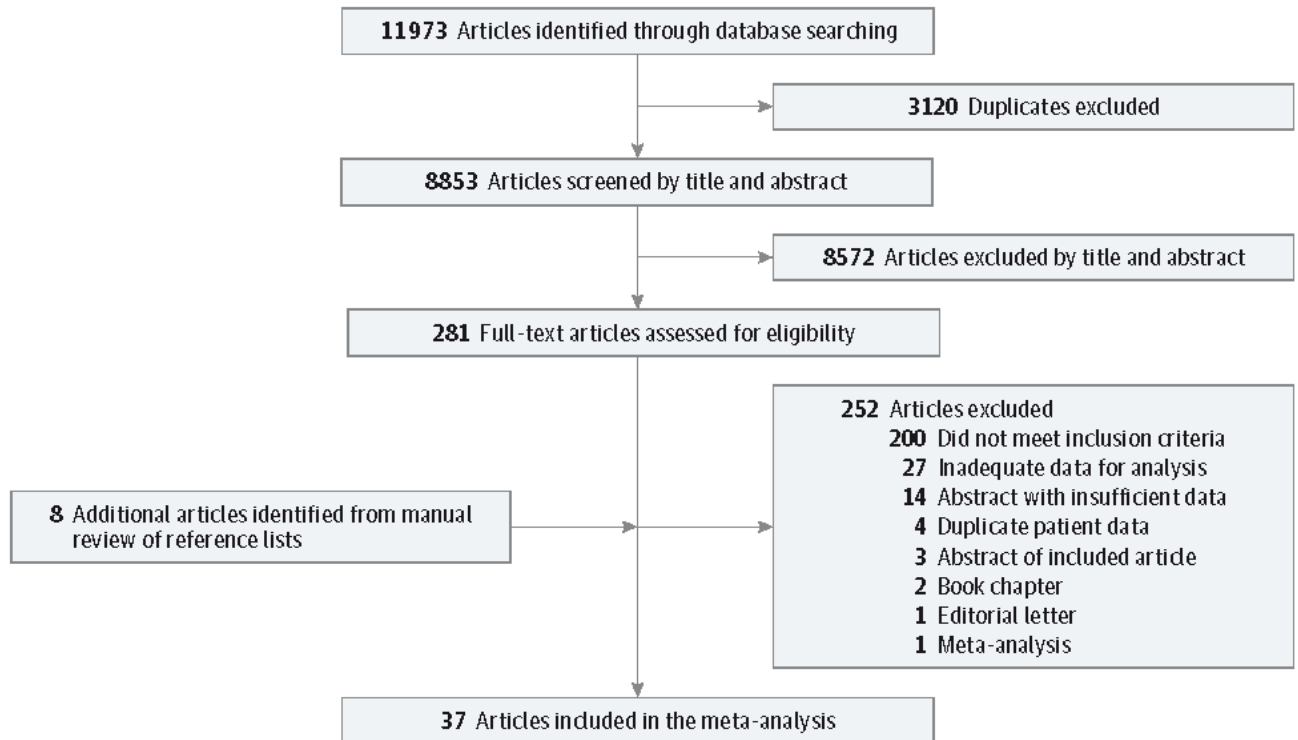 11973 Articles identified through database searching
3120 Duplicates excluded
8853 Articles screened by title and abstract
8572 Articles excluded by title and abstract
281 Full-text articles assessed for eligibility
252 Articles excluded
200 Did not meet inclusion criteria
27 Inadequate data for analysis
14 Abstract with insufficient data
4 Duplicate patient data
3 Abstract of included article
2 Book chapter
1 Editorial letter
1 Meta-analysis
8 Additional articles identified from manual
review of reference lists
37 Articles included in the meta-analysis